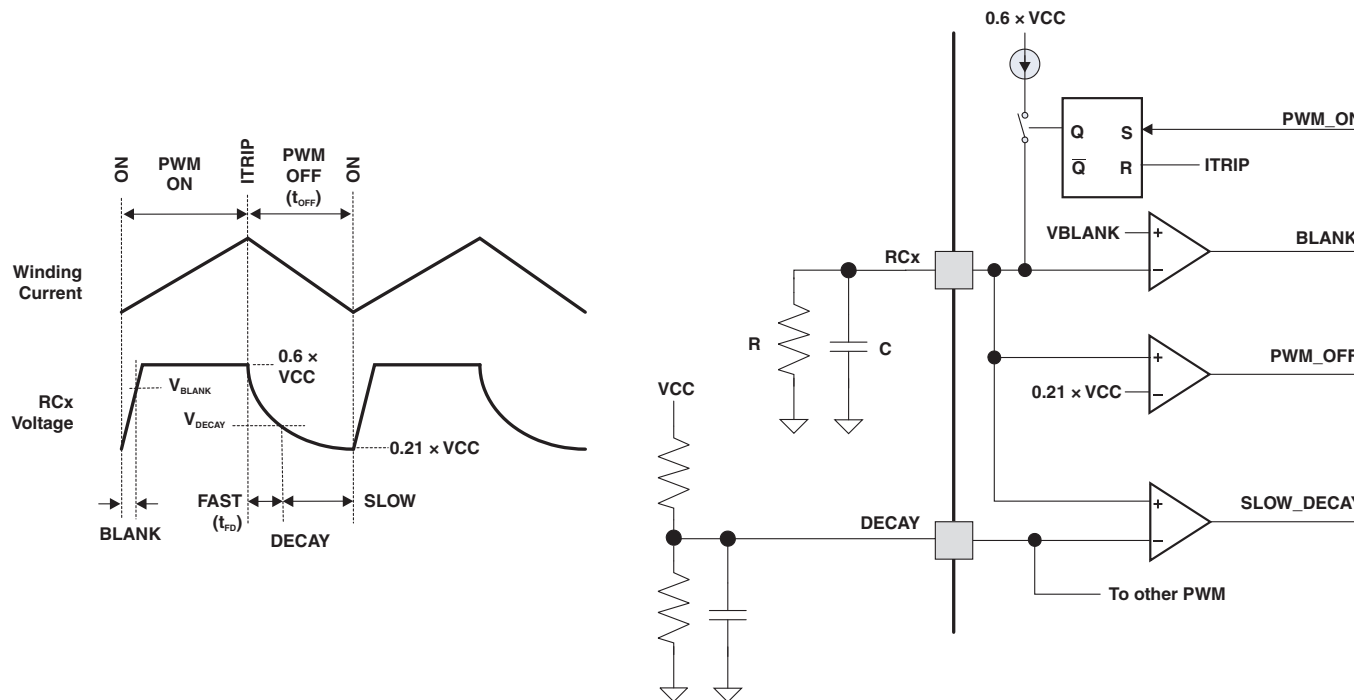 ON
PWM
ON
ITRIP
PWM
OFF
(tOFF)
ON
Winding
Current
RCx
Voltage
VBLANK
0.6 ×
VCC
VDECAY
0.21 × VCC
BLANK
FAST
(tFD)
DECAY
SLOW
0.6 × VCC
Q
S
Q̅
R
PWM_ON
ITRIP
VBLANK
+
−
BLANK
RCx
R
C
+
−
0.21 × VCC
PWM_OFF
VCC
DECAY
+
−
SLOW_DECAY
To other PWM